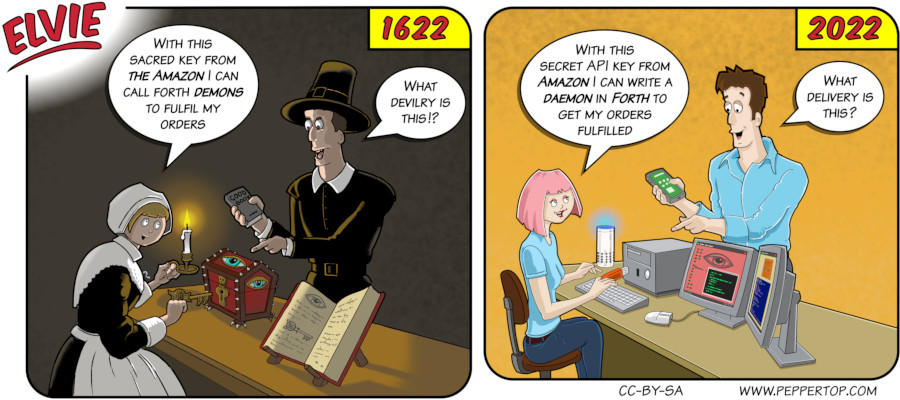 ELVIE
1622
WITH THIS
SACRED KEY FROM
THE AMAZON I CAN
CALL FORTH DEMONS
TO FULFIL MY
ORDERS
WHAT
DEVILRY IS
THIS!?
GOOD
BOOK
2022
WITH THIS
SECRET API KEY FROM
AMAZON I CAN WRITE A
DAEMON IN FORTH TO
GET MY ORDERS
FULFILLED
WHAT
DELIVERY IS
THIS?
CC-BY-SA
WWW.PEPPERTOP.COM